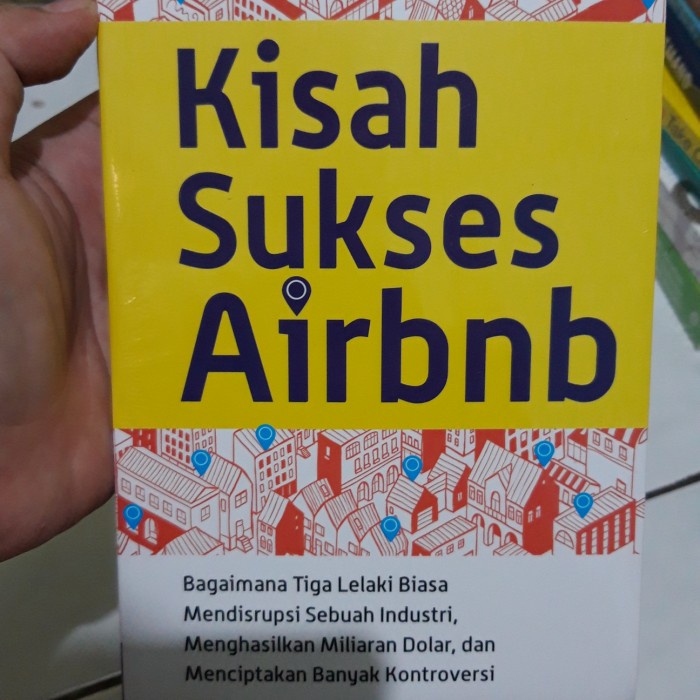 Kisah
Sukses
Airbnb
Bagaimana Tiga Lelaki Biasa
Mendisrupsi Sebuah Industri,
Menghasilkan Miliaran Dolar, dan
Menciptakan Banyak Kontroversi